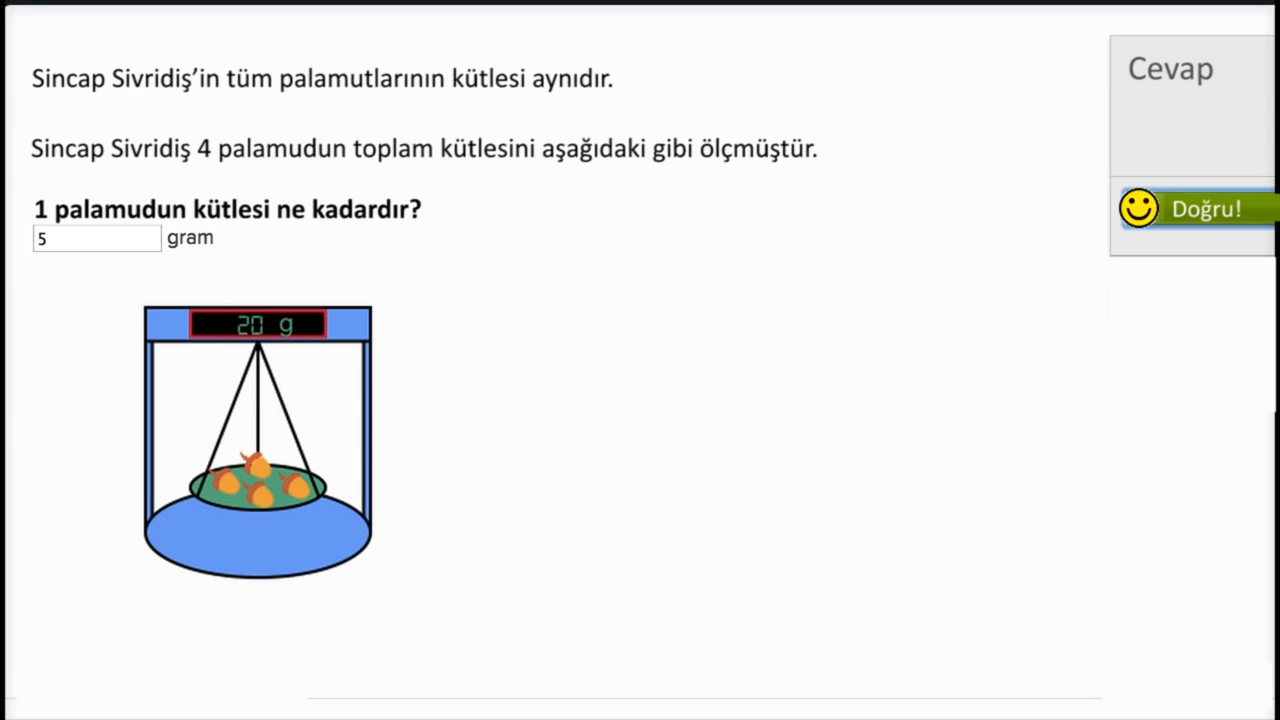 Sincap Sivridiş’in tüm palamutlarının kütlesi aynıdır.
Sincap Sivridiş 4 palamudun toplam kütlesini aşağıdaki gibi ölçmüştür.
1 palamudun kütlesi ne kadardır?
5 gram
20 g
Cevap
Doğru!